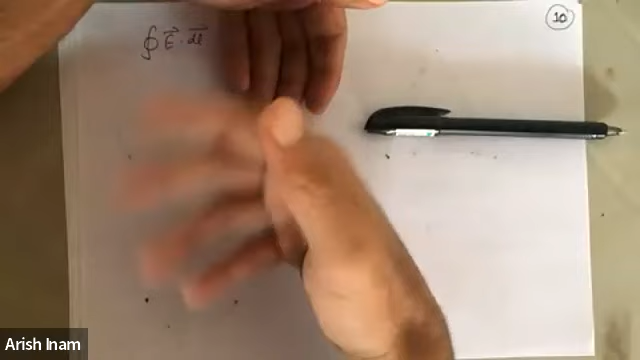 ⑩
∮ E⃗ · dl⃗
Arish Inam